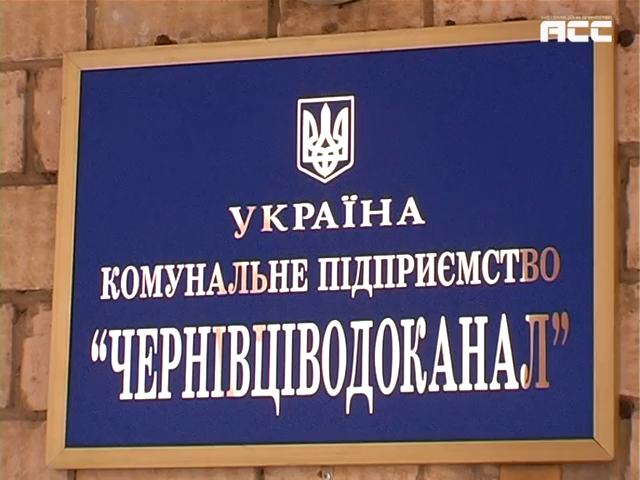 АСС
УКРАЇНА
КОМУНАЛЬНЕ ПІДПРИЄМСТВО
“ЧЕРНІВЦІВОДОКАНАЛ”